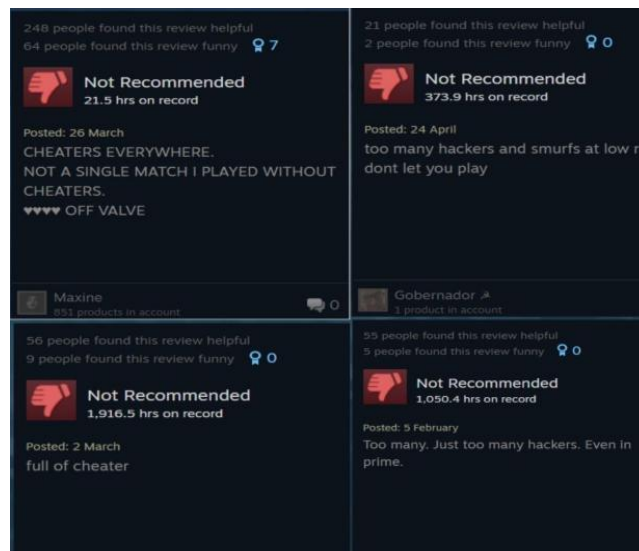 248 people found this review helpful
64 people found this review funny 7
Not Recommended
21.5 hrs on record
Posted: 26 March
CHEATERS EVERYWHERE.
NOT A SINGLE MATCH I PLAYED WITHOUT
CHEATERS.
♥♥♥♥ OFF VALVE
Maxine
851 products in account
0
21 people found this review helpful
2 people found this review funny 0
Not Recommended
373.9 hrs on record
Posted: 24 April
too many hackers and smurfs at low
dont let you play
Gobernador
1 product in account
56 people found this review helpful
9 people found this review funny 0
Not Recommended
1,916.5 hrs on record
Posted: 2 March
full of cheater
55 people found this review helpful
5 people found this review funny 0
Not Recommended
1,050.4 hrs on record
Posted: 5 February
Too many. Just too many hackers. Even in
prime.